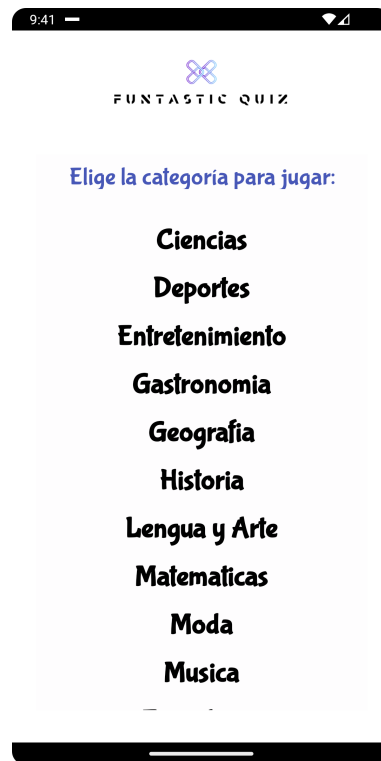 9:41
FUNTASTIC QUIZ
Elige la categoría para jugar:
Ciencias
Deportes
Entretenimiento
Gastronomia
Geografia
Historia
Lengua y Arte
Matematicas
Moda
Musica